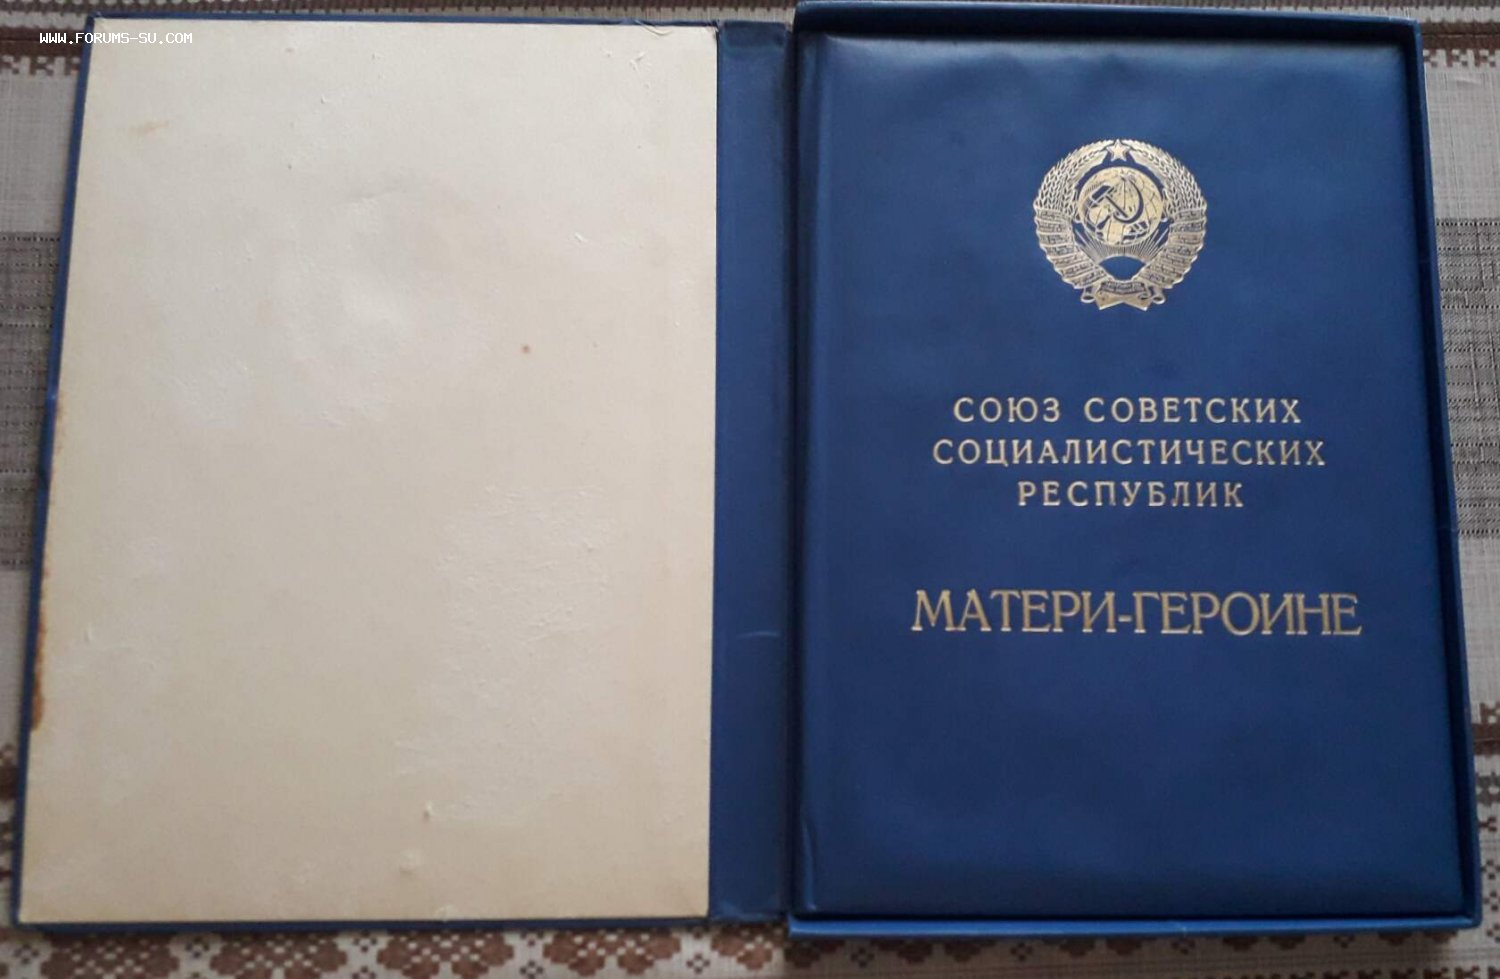 WWW.FORUMS-SU.COM
СОЮЗ СОВЕТСКИХ
СОЦИАЛИСТИЧЕСКИХ
РЕСПУБЛИК
МАТЕРИ-ГЕРОИНЕ